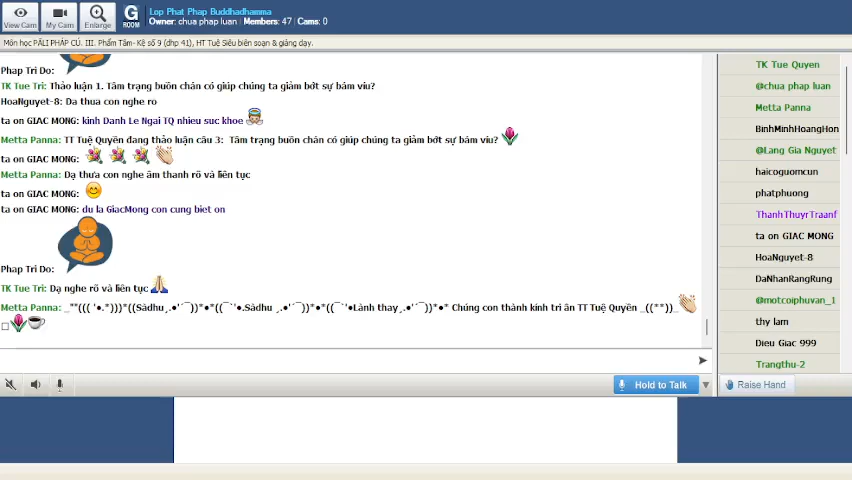 View Cam
My Cam
Enlarge
G
ROOM
Lop Phat Phap Buddhadhamma
Owner: chua phap luan | Members: 47 | Cams: 0
Môn học PĀLI PHÁP CÚ. III. Phẩm Tâm- Kệ số 9 (dhp 41), HT Tuệ Siêu biên soạn & giảng dạy.
Phap Tri Do:
TK Tue Tri: Thảo luận 1. Tâm trạng buồn chán có giúp chúng ta giảm bớt sự bám víu?
HoaNguyet-8: Da thua con nghe ro
ta on GIAC MONG: kinh Danh Le Ngai TQ nhieu suc khoe
Metta Panna: TT Tuệ Quyền đang thảo luận câu 3: Tâm trạng buồn chán có giúp chúng ta giảm bớt sự bám víu?
ta on GIAC MONG:
Metta Panna: Dạ thưa con nghe âm thanh rõ và liên tục
ta on GIAC MONG:
ta on GIAC MONG: du la GiacMong con cung biet on
Phap Tri Do:
TK Tue Tri: Dạ nghe rõ và liên tục
Metta Panna: _**((( '•.*)))*((Sàdhu¸.•'´¯))*•*((¯`'•.Sàdhu ¸.•'´¯))*•*((¯`'•Lành thay¸.•'´¯))*•* Chúng con thành kính tri ân TT Tuệ Quyền _((**))_
Hold to Talk
TK Tue Quyen
@chua phap luan
Metta Panna
BinhMinhHoangHon
@Lang Gia Nguyet
haicoguomcun
phatphuong
ThanhThuyrTraanf
ta on GIAC MONG
HoaNguyet-8
DaNhanRangRung
@motcoiphuvan_1
thy lam
Dieu Giac 999
Trangthu-2
Raise Hand